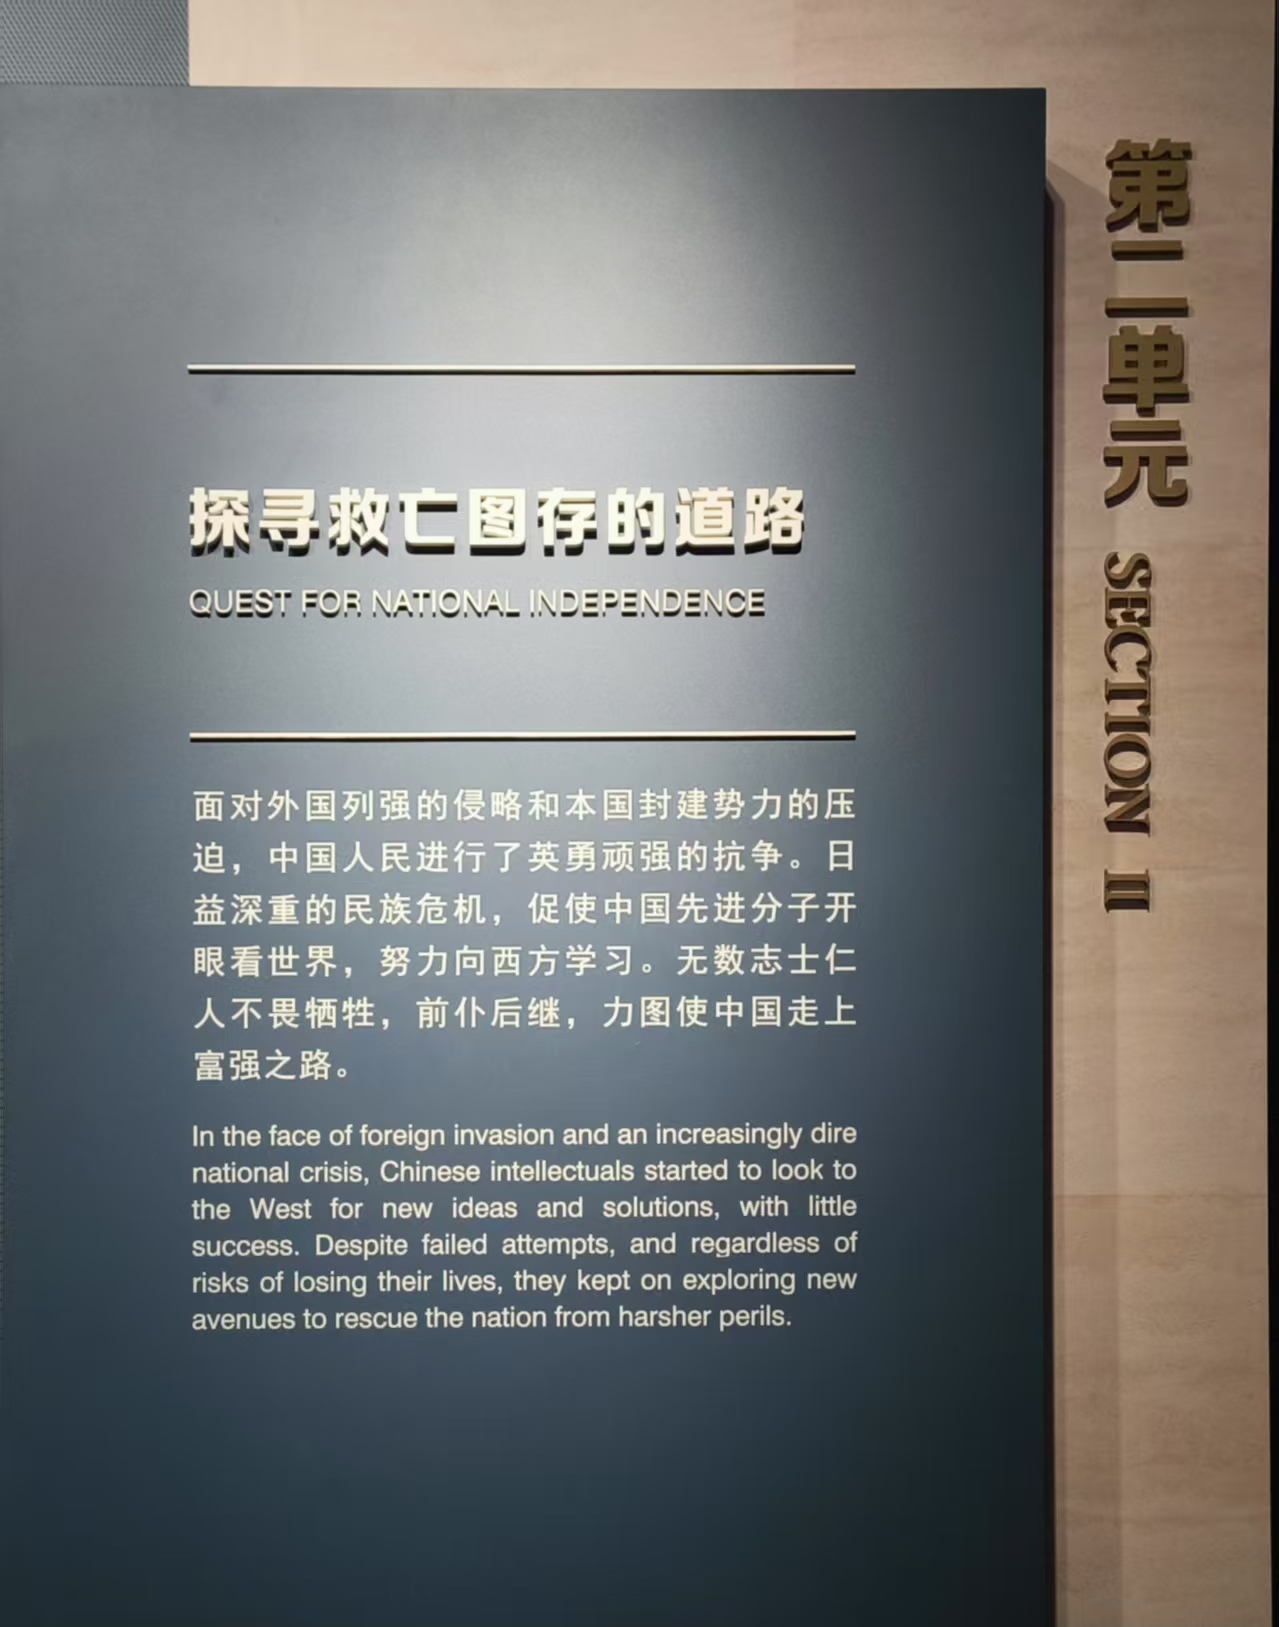 探寻救亡图存的道路
QUEST FOR NATIONAL INDEPENDENCE
面对外国列强的侵略和本国封建势力的压
迫，中国人民进行了英勇顽强的抗争。日
益深重的民族危机，促使中国先进分子开
眼看世界，努力向西方学习。无数志士仁
人不畏牺牲，前仆后继，力图使中国走上
富强之路。
In the face of foreign invasion and an increasingly dire
national crisis, Chinese intellectuals started to look to
the West for new ideas and solutions, with little
success. Despite failed attempts, and regardless of
risks of losing their lives, they kept on exploring new
avenues to rescue the nation from harsher perils.
第二单元 SECTION II